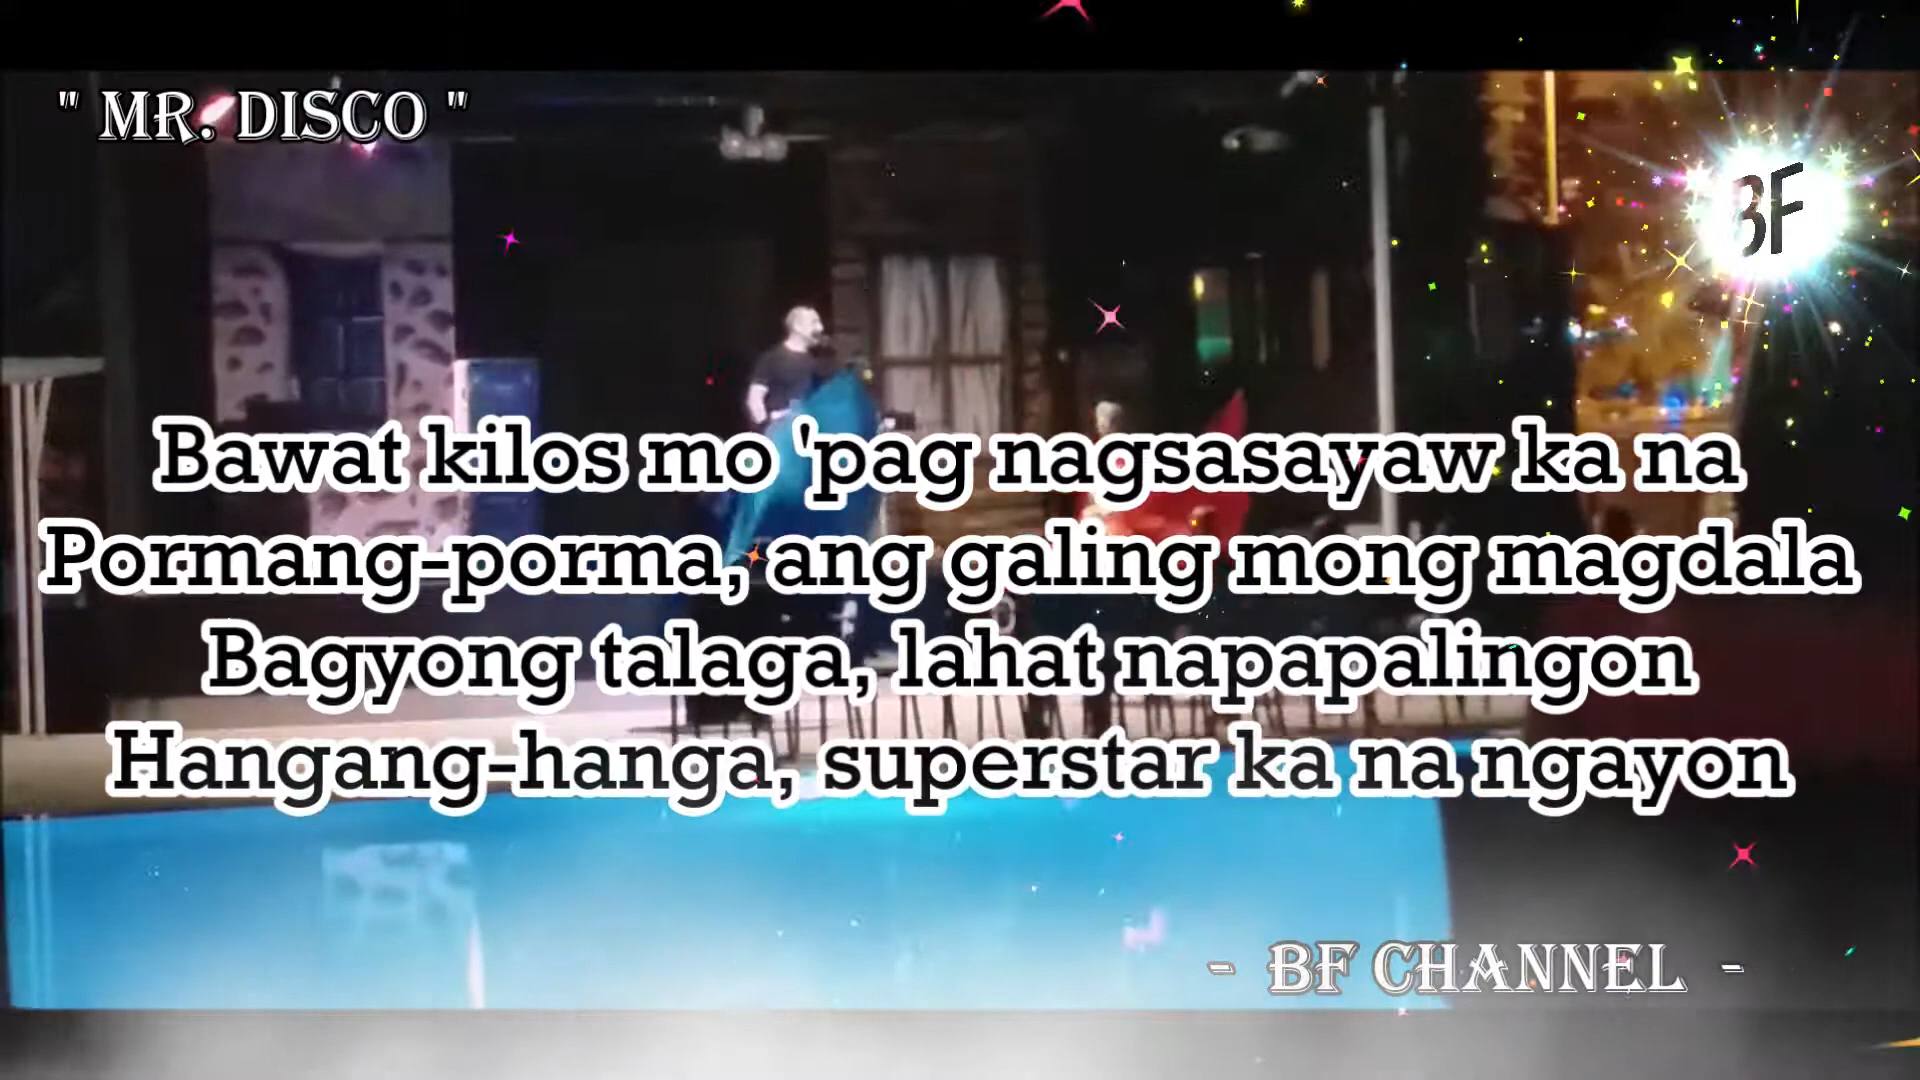 " MR. DISCO "
BF
Bawat kilos mo 'pag nagsasayaw ka na
Pormang-porma, ang galing mong magdala
Bagyong talaga, lahat napapalingon
Hangang-hanga, superstar ka na ngayon
- BF CHANNEL -